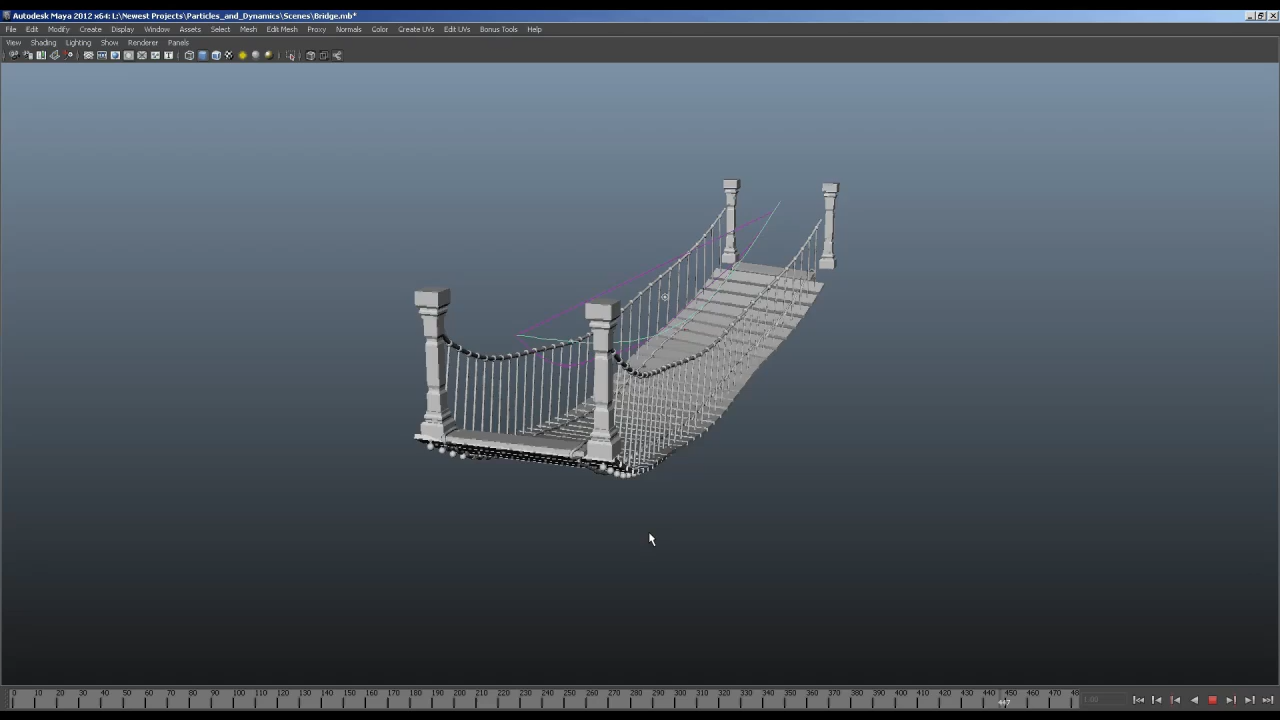 Autodesk Maya 2012 x64: L:\Newest Projects\Particles_and_Dynamics\Scenes\Bridge.mb*
File Edit Modify Create Display Window Assets Select Mesh Edit Mesh Proxy Normals Color Create UVs Edit UVs Bonus Tools Help
View Shading Lighting Show Renderer Panels
0 10 20 30 40 50 60 70 80 90 100 110 120 130 140 150 160 170 180 190 200 210 220 230 240 250 260 270 280 290 300 310 320 330 340 350 360 370 380 390 400 410 420 430 440 450 460 470 48
447
1.00